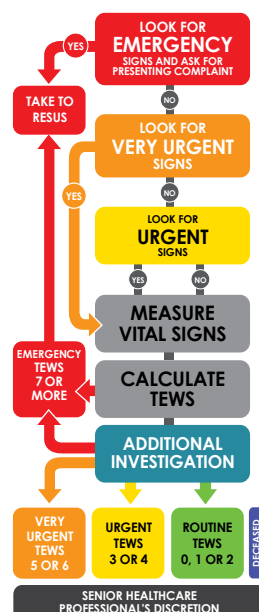 LOOK FOR
EMERGENCY
SIGNS AND ASK FOR
PRESENTING COMPLAINT
YES
NO
TAKE TO
RESUS
LOOK FOR
VERY URGENT
SIGNS
YES
NO
LOOK FOR
URGENT
SIGNS
YES
NO
MEASURE
VITAL SIGNS
EMERGENCY
TEWS
7 OR
MORE
CALCULATE
TEWS
ADDITIONAL
INVESTIGATION
VERY
URGENT
TEWS
5 OR 6
URGENT
TEWS
3 OR 4
ROUTINE
TEWS
0, 1 OR 2
DECEASED
SENIOR HEALTHCARE
PROFESSIONAL'S DISCRETION